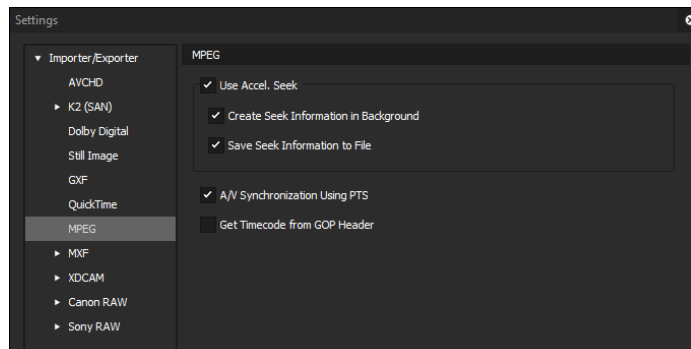 Settings
Importer/Exporter
AVCHD
K2 (SAN)
Dolby Digital
Still Image
GXF
QuickTime
MPEG
MXF
XDCAM
Canon RAW
Sony RAW
MPEG
Use Accel. Seek
Create Seek Information in Background
Save Seek Information to File
A/V Synchronization Using PTS
Get Timecode from GOP Header